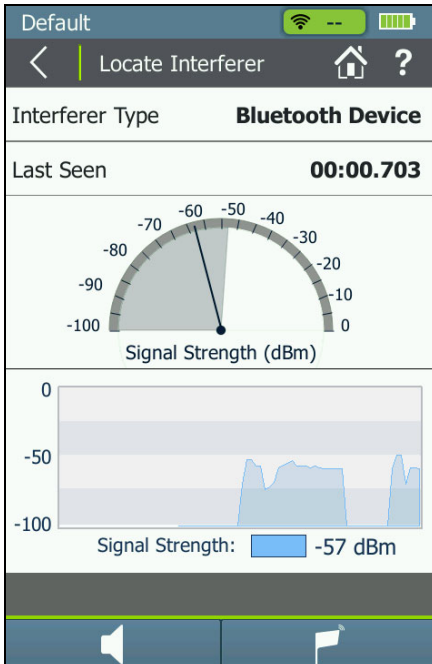 Default
--
Locate Interferer
?
Interferer Type Bluetooth Device
Last Seen 00:00.703
-60 -50
-70 -40
-80 -30
-20
-90 -10
-100 0
Signal Strength (dBm)
0
-50
-100
Signal Strength: -57 dBm